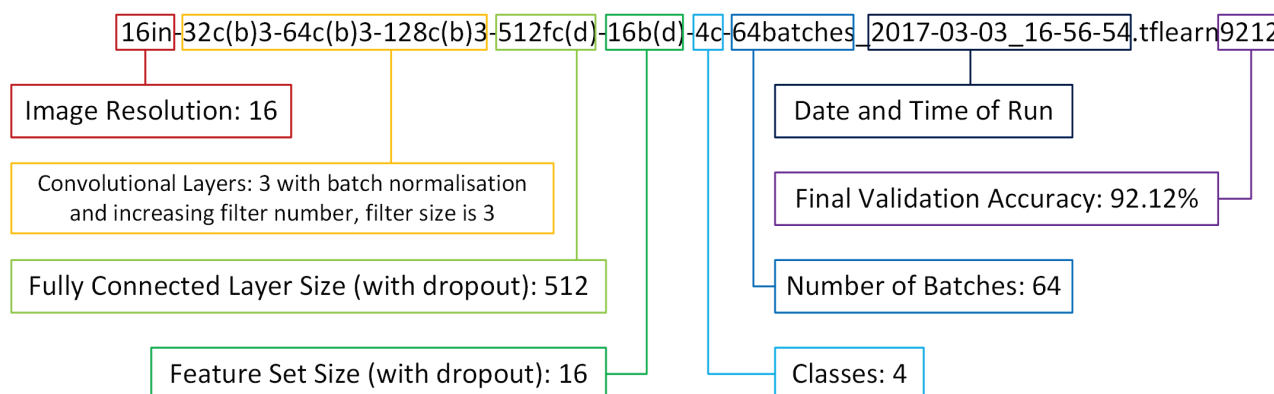 16in-32c(b)3-64c(b)3-128c(b)3-512fc(d)-16b(d)-4c-64batches_2017-03-03_16-56-54.tflearn9212
Image Resolution: 16
Date and Time of Run
Convolutional Layers: 3 with batch normalisation
and increasing filter number, filter size is 3
Final Validation Accuracy: 92.12%
Fully Connected Layer Size (with dropout): 512
Number of Batches: 64
Feature Set Size (with dropout): 16
Classes: 4